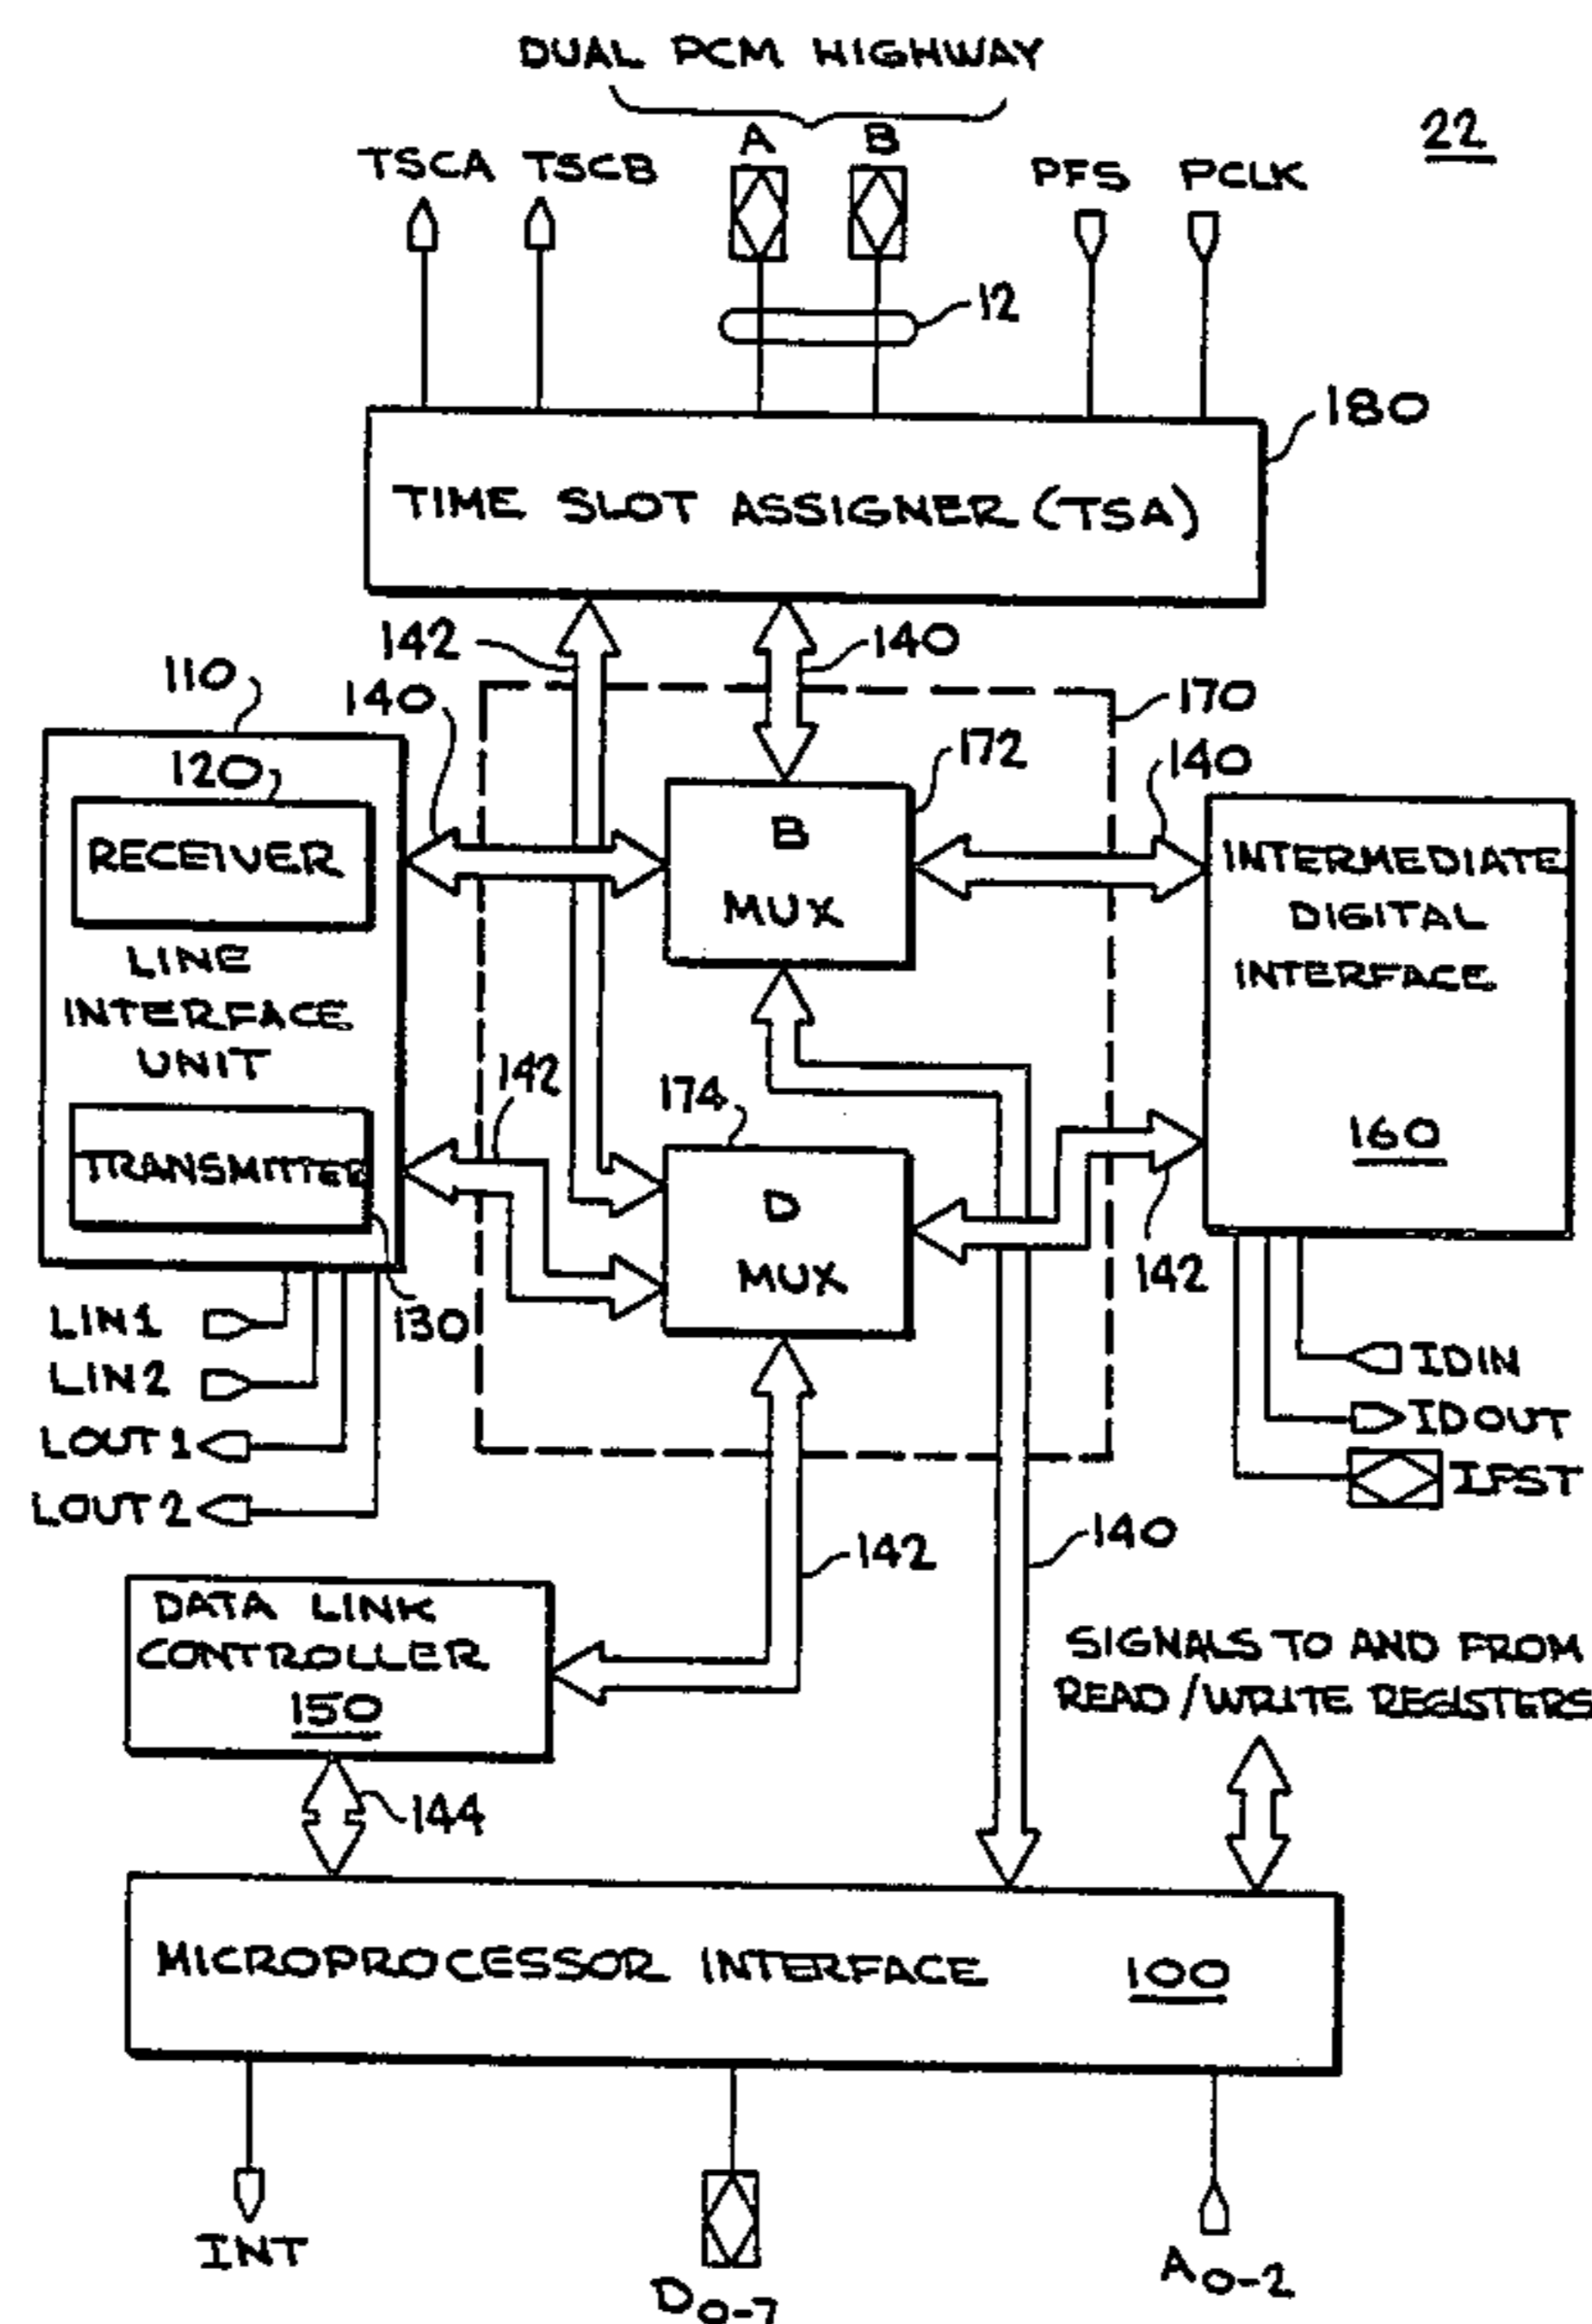 DUAL PCM HIGHWAY
22
TSCA
TSCB
A
B
PFS
PCLK
12
180
TIME SLOT ASSIGNER (TSA)
142
140
110
140
170
120
172
140
RECEIVER
B
MUX
INTERMEDIATE
DIGITAL
INTERFACE
LINE
INTERFACE
UNIT
142
174
160
TRANSMITTER
D
MUX
142
LIN1
130
LIN2
IDIN
LOUT1
IDOUT
LOUT2
IFST
142
140
DATA LINK
CONTROLLER
150
SIGNALS TO AND FROM
READ/WRITE REGISTERS
144
MICROPROCESSOR INTERFACE 100
INT
D0-7
A0-2